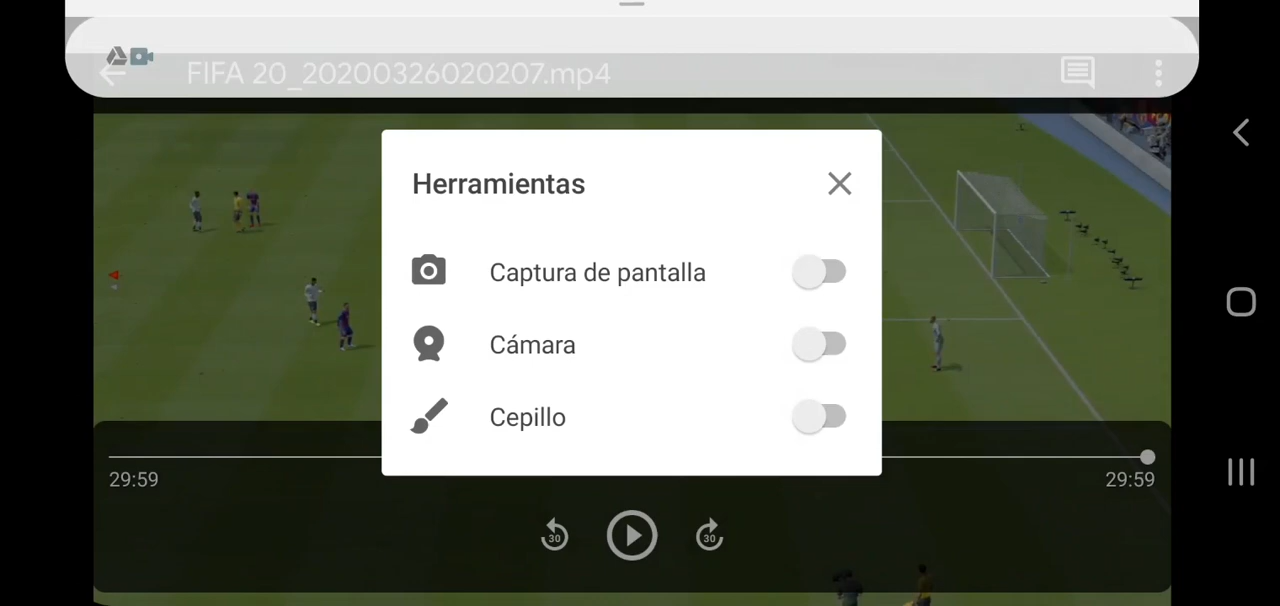 FIFA 20_20200326020207.mp4
Herramientas
Captura de pantalla
Cámara
Cepillo
29:59
29:59
30
30